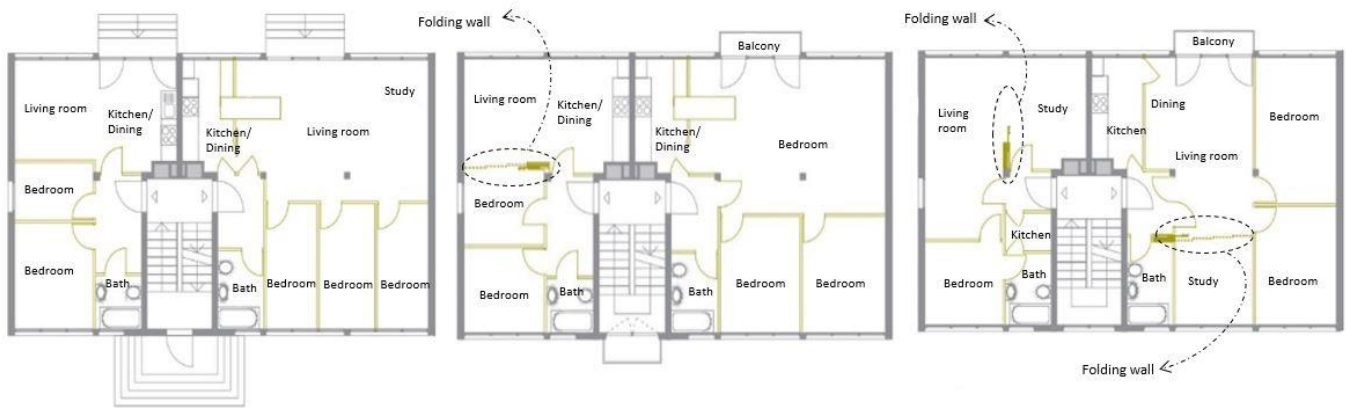 Living room
Kitchen/
Dining
Bedroom
Bedroom
Bath
Study
Living room
Kitchen/
Dining
Bath
Bedroom
Bedroom
Bedroom
Folding wall
Living room
Kitchen/
Dining
Bedroom
Bedroom
Bath
Balcony
Kitchen/
Dining
Bedroom
Bath
Bedroom
Bedroom
Folding wall
Living
room
Study
Kitchen
Bedroom
Bath
Balcony
Dining
Kitchen
Bedroom
Living room
Bath
Study
Bedroom
Folding wall